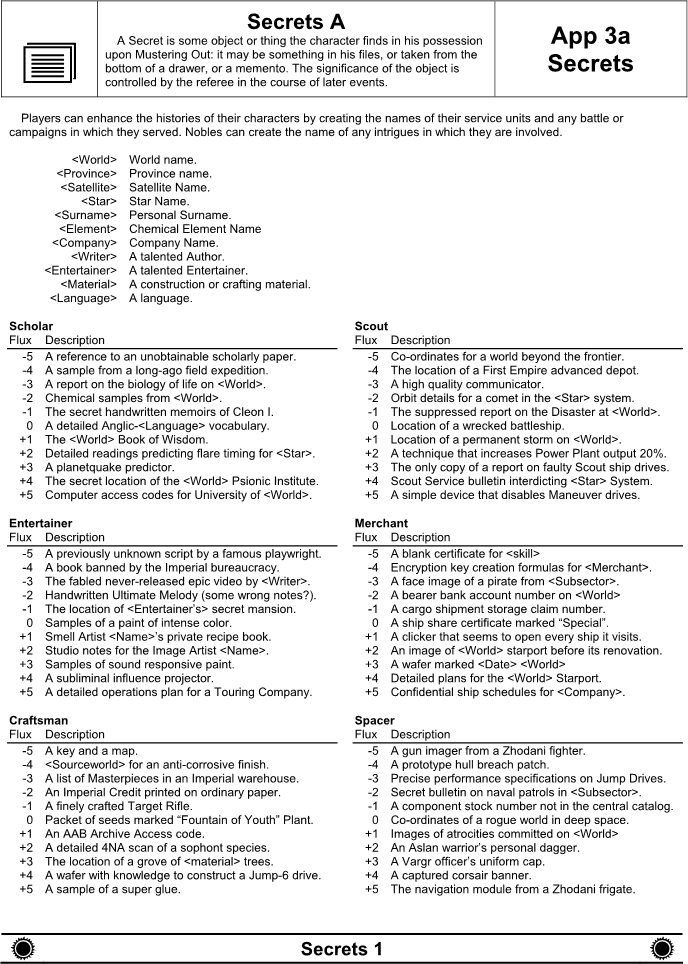 Secrets A
A Secret is some object or thing the character finds in his possession
upon Mustering Out: it may be something in his files, or taken from the
bottom of a drawer, or a memento. The significance of the object is
controlled by the referee in the course of later events.
App 3a
Secrets
Players can enhance the histories of their characters by creating the names of their service units and any battle or
campaigns in which they served. Nobles can create the name of any intrigues in which they are involved.
<World> World name.
<Province> Province name.
<Satellite> Satellite Name.
<Star> Star Name.
<Surname> Personal Surname.
<Element> Chemical Element Name
<Company> Company Name.
<Writer> A talented Author.
<Entertainer> A talented Entertainer.
<Material> A construction or crafting material.
<Language> A language.
Scholar
Flux Description
-5 A reference to an unobtainable scholarly paper.
-4 A sample from a long-ago field expedition.
-3 A report on the biology of life on <World>.
-2 Chemical samples from <World>.
-1 The secret handwritten memoirs of Cleon I.
0 A detailed Anglic-<Language> vocabulary.
+1 The <World> Book of Wisdom.
+2 Detailed readings predicting flare timing for <Star>.
+3 A planetquake predictor.
+4 The secret location of the <World> Psionic Institute.
+5 Computer access codes for University of <World>.
Scout
Flux Description
-5 Co-ordinates for a world beyond the frontier.
-4 The location of a First Empire advanced depot.
-3 A high quality communicator.
-2 Orbit details for a comet in the <Star> system.
-1 The suppressed report on the Disaster at <World>.
0 Location of a wrecked battleship.
+1 Location of a permanent storm on <World>.
+2 A technique that increases Power Plant output 20%.
+3 The only copy of a report on faulty Scout ship drives.
+4 Scout Service bulletin interdicting <Star> System.
+5 A simple device that disables Maneuver drives.
Entertainer
Flux Description
-5 A previously unknown script by a famous playwright.
-4 A book banned by the Imperial bureaucracy.
-3 The fabled never-released epic video by <Writer>.
-2 Handwritten Ultimate Melody (some wrong notes?).
-1 The location of <Entertainer's> secret mansion.
0 Samples of a paint of intense color.
+1 Smell Artist <Name>'s private recipe book.
+2 Studio notes for the Image Artist <Name>.
+3 Samples of sound responsive paint.
+4 A subliminal influence projector.
+5 A detailed operations plan for a Touring Company.
Merchant
Flux Description
-5 A blank certificate for <skill>
-4 Encryption key creation formulas for <Merchant>.
-3 A face image of a pirate from <Subsector>.
-2 A bearer bank account number on <World>
-1 A cargo shipment storage claim number.
0 A ship share certificate marked “Special”.
+1 A clicker that seems to open every ship it visits.
+2 An image of <World> starport before its renovation.
+3 A wafer marked <Date> <World>
+4 Detailed plans for the <World> Starport.
+5 Confidential ship schedules for <Company>.
Craftsman
Flux Description
-5 A key and a map.
-4 <Sourceworld> for an anti-corrosive finish.
-3 A list of Masterpieces in an Imperial warehouse.
-2 An Imperial Credit printed on ordinary paper.
-1 A finely crafted Target Rifle.
0 Packet of seeds marked “Fountain of Youth” Plant.
+1 An AAB Archive Access code.
+2 A detailed 4NA scan of a sophont species.
+3 The location of a grove of <material> trees.
+4 A wafer with knowledge to construct a Jump-6 drive.
+5 A sample of a super glue.
Spacer
Flux Description
-5 A gun imager from a Zhodani fighter.
-4 A prototype hull breach patch.
-3 Precise performance specifications on Jump Drives.
-2 Secret bulletin on naval patrols in <Subsector>.
-1 A component stock number not in the central catalog.
0 Co-ordinates of a rogue world in deep space.
+1 Images of atrocities committed on <World>
+2 An Aslan warrior's personal dagger.
+3 A Vargr officer's uniform cap.
+4 A captured corsair banner.
+5 The navigation module from a Zhodani frigate.
Secrets 1